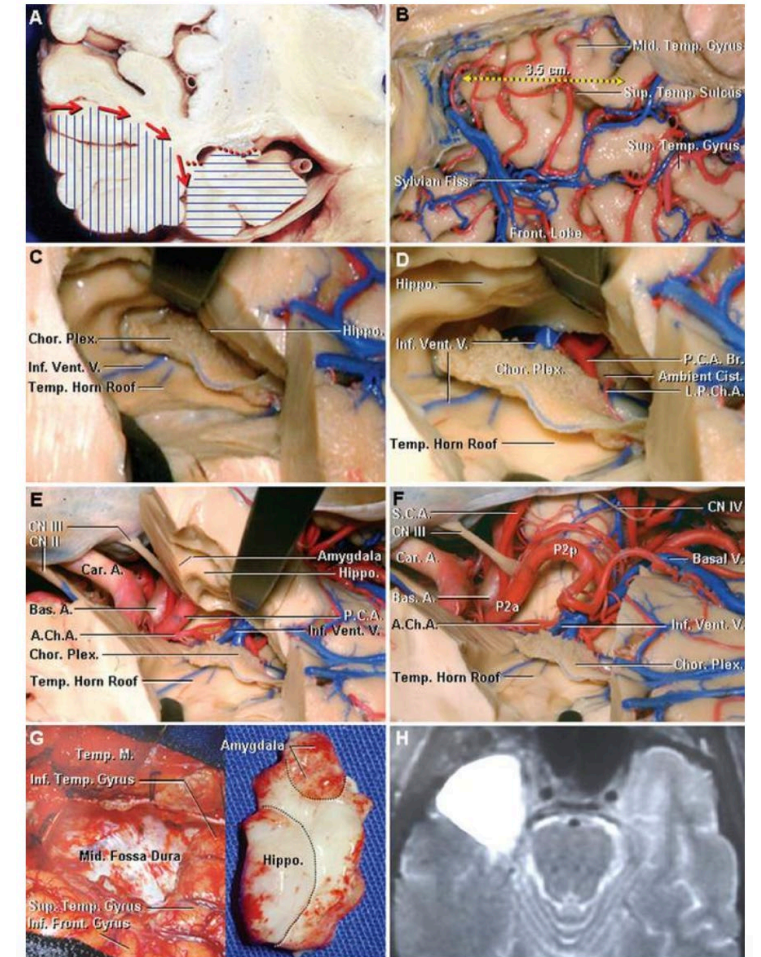 A
B
Mid. Temp. Gyrus
3.5 cm.
Sup. Temp. Sulcus
Sup. Temp. Gyrus
Sylvian Fiss.
Front. Lobe
C
Chor. Plex.
Hippo.
Inf. Vent. V.
Temp. Horn Roof
D
Hippo.
Inf. Vent. V.
Chor. Plex.
P.C.A. Br.
Ambient Cist.
L.P.Ch.A.
Temp. Horn Roof
E
CN III
CN II
Car. A.
Amygdala
Hippo.
Bas. A.
P.C.A.
A.Ch.A.
Inf. Vent. V.
Chor. Plex.
Temp. Horn Roof
F
S.C.A.
CN IV
CN III
Car. A.
P2p
Basal V.
Bas. A.
P2a
A.Ch.A.
Inf. Vent. V.
Chor. Plex.
Temp. Horn Roof
G
Temp. M.
Inf. Temp. Gyrus
Mid. Fossa Dura
Sup. Temp. Gyrus
Inf. Front. Gyrus
Amygdala
Hippo.
H